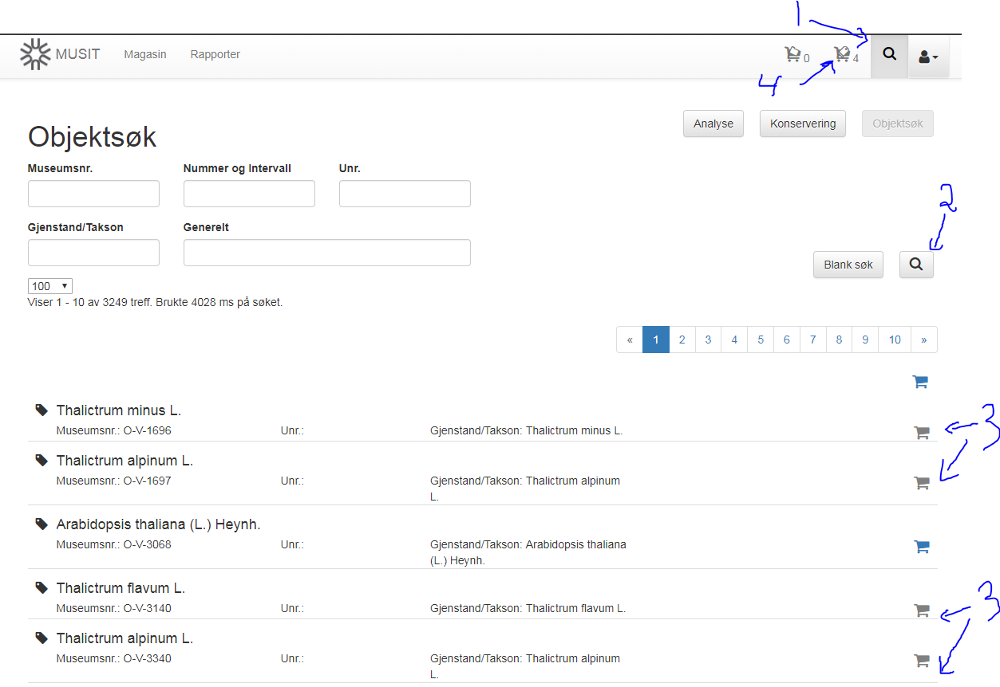 1
MUSIT Magasin Rapporter 0 4
4
Analyse Konservering Objektsøk
Objektsøk
Museumsnr. Nummer og Intervall Unr.
2
Gjenstand/Takson Generelt
Blank søk
100
Viser 1 - 10 av 3249 treff. Brukte 4028 ms på søket.
« 1 2 3 4 5 6 7 8 9 10 »
Thalictrum minus L.
Museumsnr.: O-V-1696 Unr.: Gjenstand/Takson: Thalictrum minus L.
3
Thalictrum alpinum L.
Museumsnr.: O-V-1697 Unr.: Gjenstand/Takson: Thalictrum alpinum
L.
Arabidopsis thaliana (L.) Heynh.
Museumsnr.: O-V-3068 Unr.: Gjenstand/Takson: Arabidopsis thaliana
(L.) Heynh.
Thalictrum flavum L.
Museumsnr.: O-V-3140 Unr.: Gjenstand/Takson: Thalictrum flavum L.
3
Thalictrum alpinum L.
Museumsnr.: O-V-3340 Unr.: Gjenstand/Takson: Thalictrum alpinum
L.